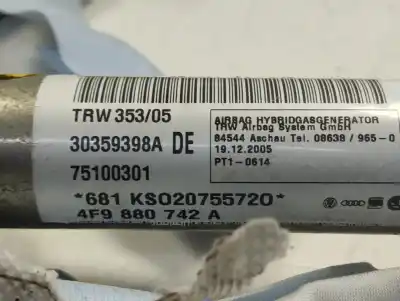 TRW 353/05
30359398A DE
75100301
*681 KSO2075572O*
4F9 880 742 A
AIRBAG HYBRIDGASGENERATOR
TRW Airbag System GmbH
84544 Aschau Tel. 08638 / 965-0
19.12.2005
PT1-0614